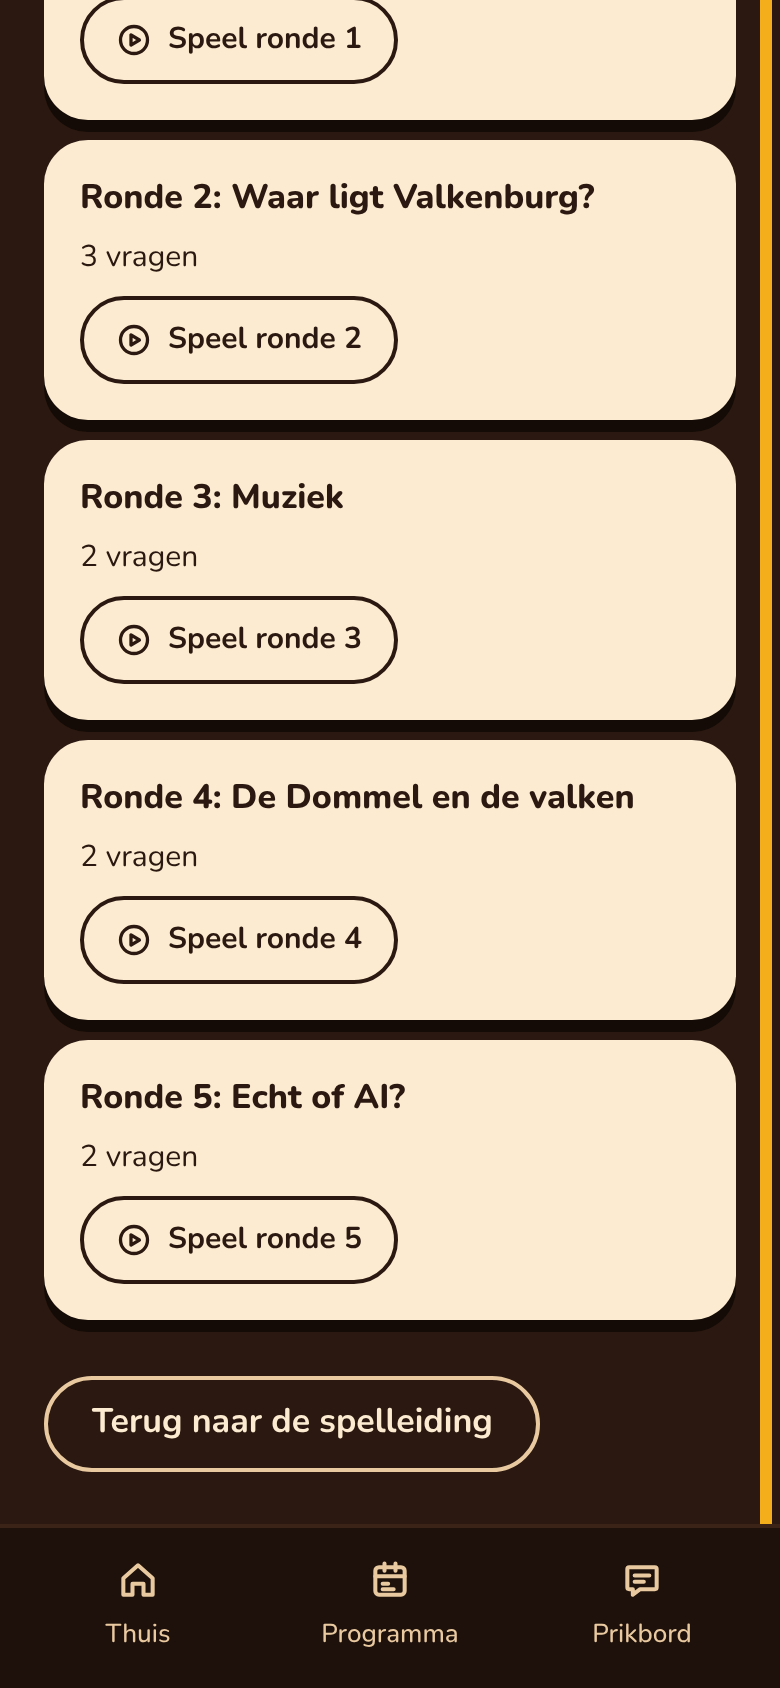 Speel ronde 1
Ronde 2: Waar ligt Valkenburg?
3 vragen
Speel ronde 2
Ronde 3: Muziek
2 vragen
Speel ronde 3
Ronde 4: De Dommel en de valken
2 vragen
Speel ronde 4
Ronde 5: Echt of AI?
2 vragen
Speel ronde 5
Terug naar de spelleiding
Thuis
Programma
Prikbord